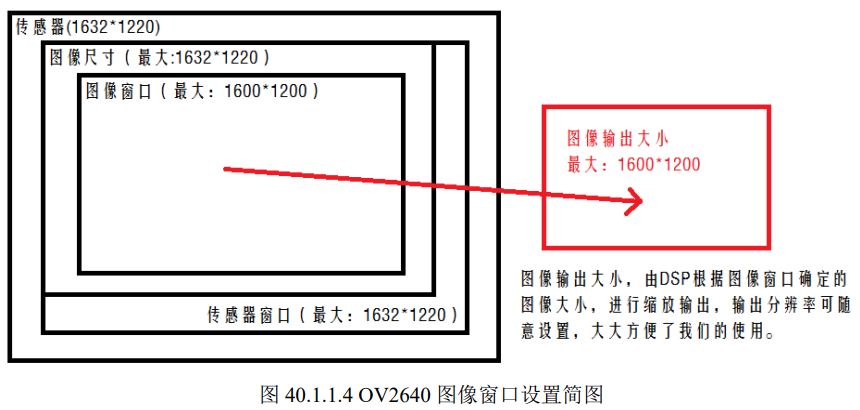 传感器(1632*1220)
图像尺寸（最大:1632*1220）
图像窗口（最大：1600*1200）
传感器窗口（最大：1632*1220）
图像输出大小
最大：1600*1200
图像输出大小，由DSP根据图像窗口确定的
图像大小，进行缩放输出，输出分辨率可随
意设置，大大方便了我们的使用。
图 40.1.1.4 OV2640 图像窗口设置简图